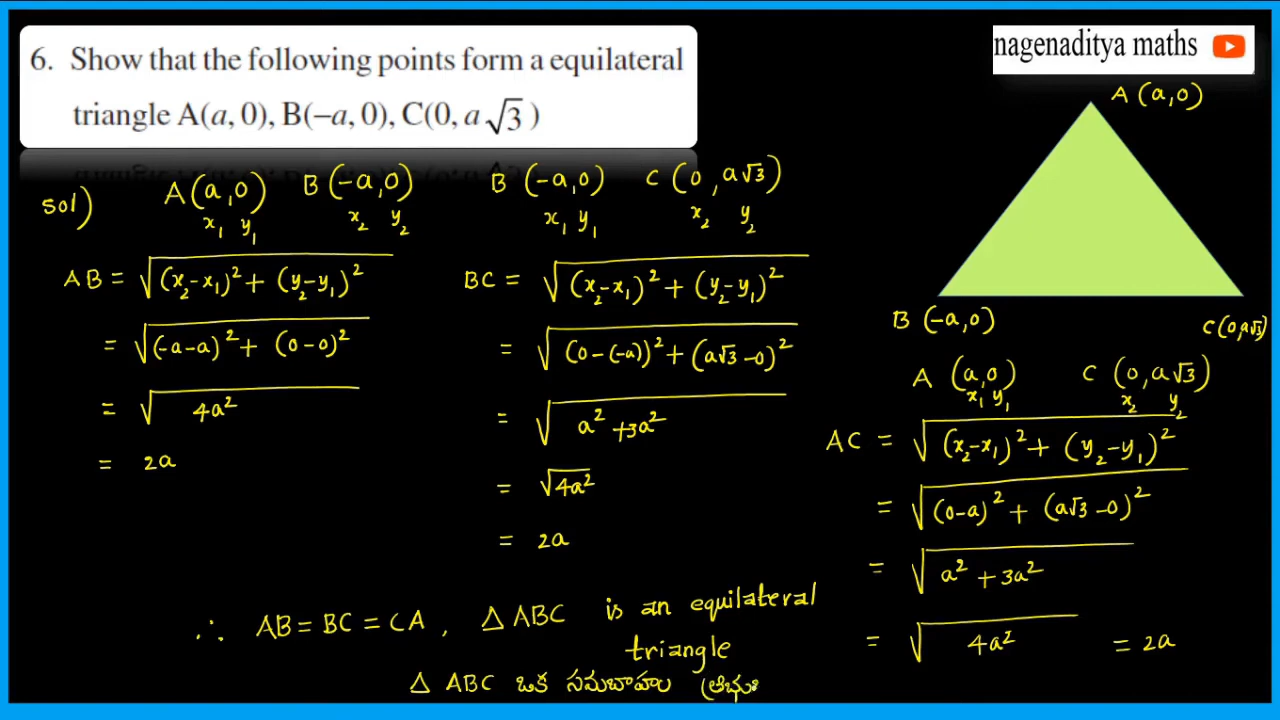 6. Show that the following points form a equilateral
triangle A(a, 0), B(–a, 0), C(0, a√3)
nagenaditya maths
sol)
A(a,0) B(-a,0)
x₁ y₁ x₂ y₂
AB = √(x₂-x₁)² + (y₂-y₁)²
= √(-a-a)² + (0-0)²
= √4a²
= 2a
B (-a,0) C (0, a√3)
x₁ y₁ x₂ y₂
BC = √(x₂-x₁)² + (y₂-y₁)²
= √(0-(-a))² + (a√3-0)²
= √a²+3a²
= √4a²
= 2a
A (a,0)
B (-a,0)
C(0,a√3)
A (a,0) C (0, a√3)
x₁ y₁ x₂ y₂
AC = √(x₂-x₁)² + (y₂-y₁)²
= √(0-a)² + (a√3-0)²
= √a² + 3a²
= √4a² = 2a
∴ AB = BC = CA, △ ABC is an equilateral
triangle
△ ABC ఒక సమబాహు